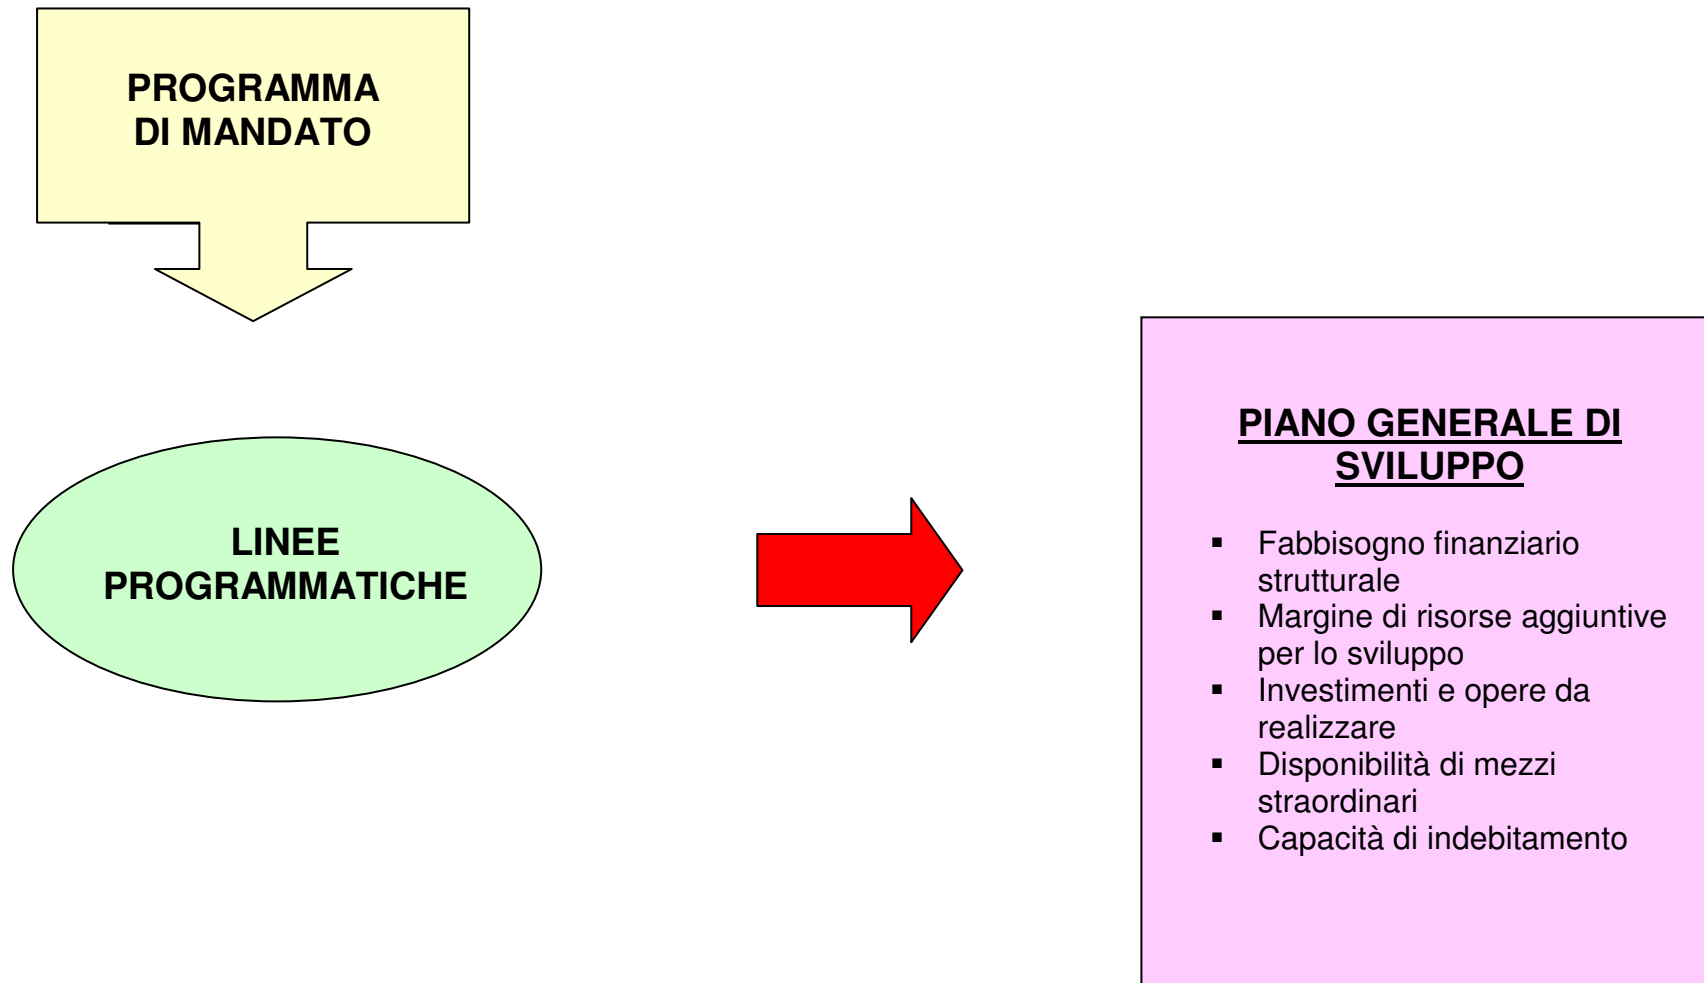 PROGRAMMA
DI MANDATO
LINEE
PROGRAMMATICHE
PIANO GENERALE DI
SVILUPPO
▪ Fabbisogno finanziario
strutturale
▪ Margine di risorse aggiuntive
per lo sviluppo
▪ Investimenti e opere da
realizzare
▪ Disponibilità di mezzi
straordinari
▪ Capacità di indebitamento